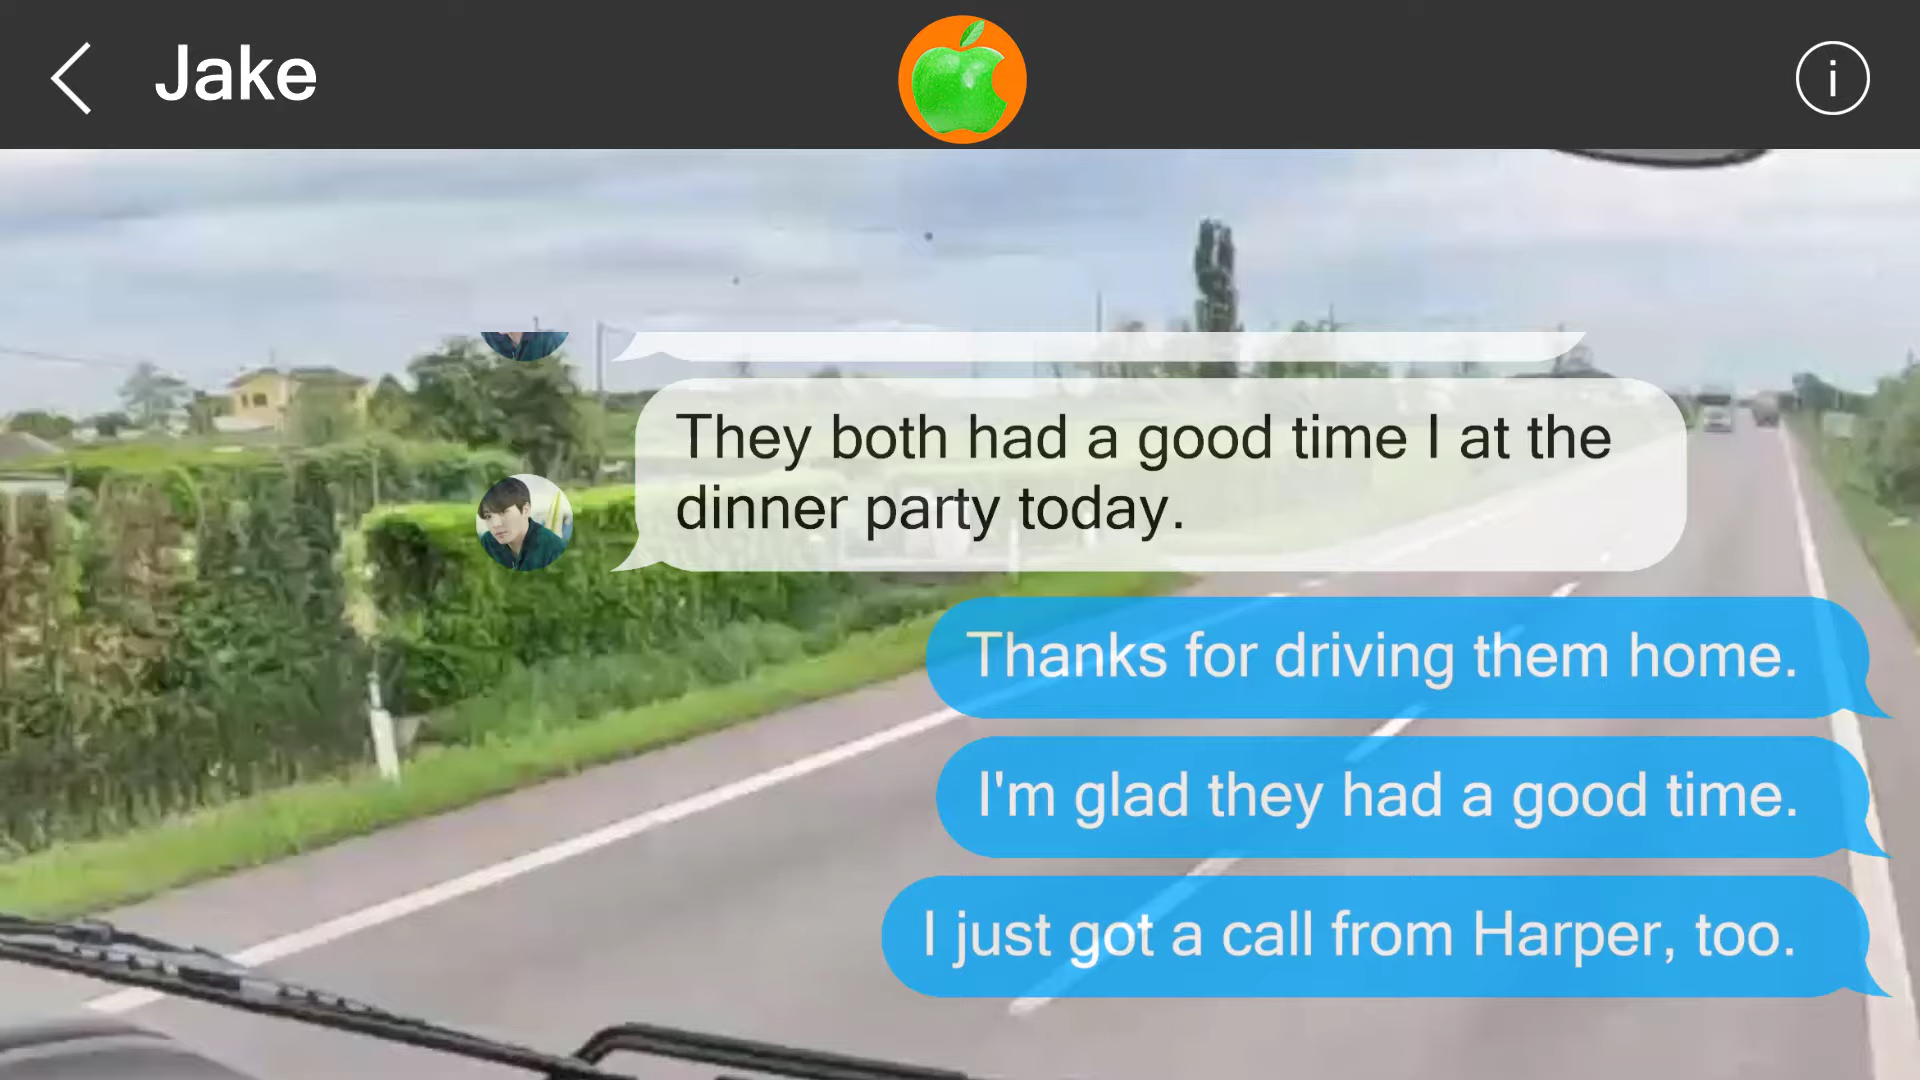 Jake
They both had a good time I at the
dinner party today.
Thanks for driving them home.
I'm glad they had a good time.
I just got a call from Harper, too.